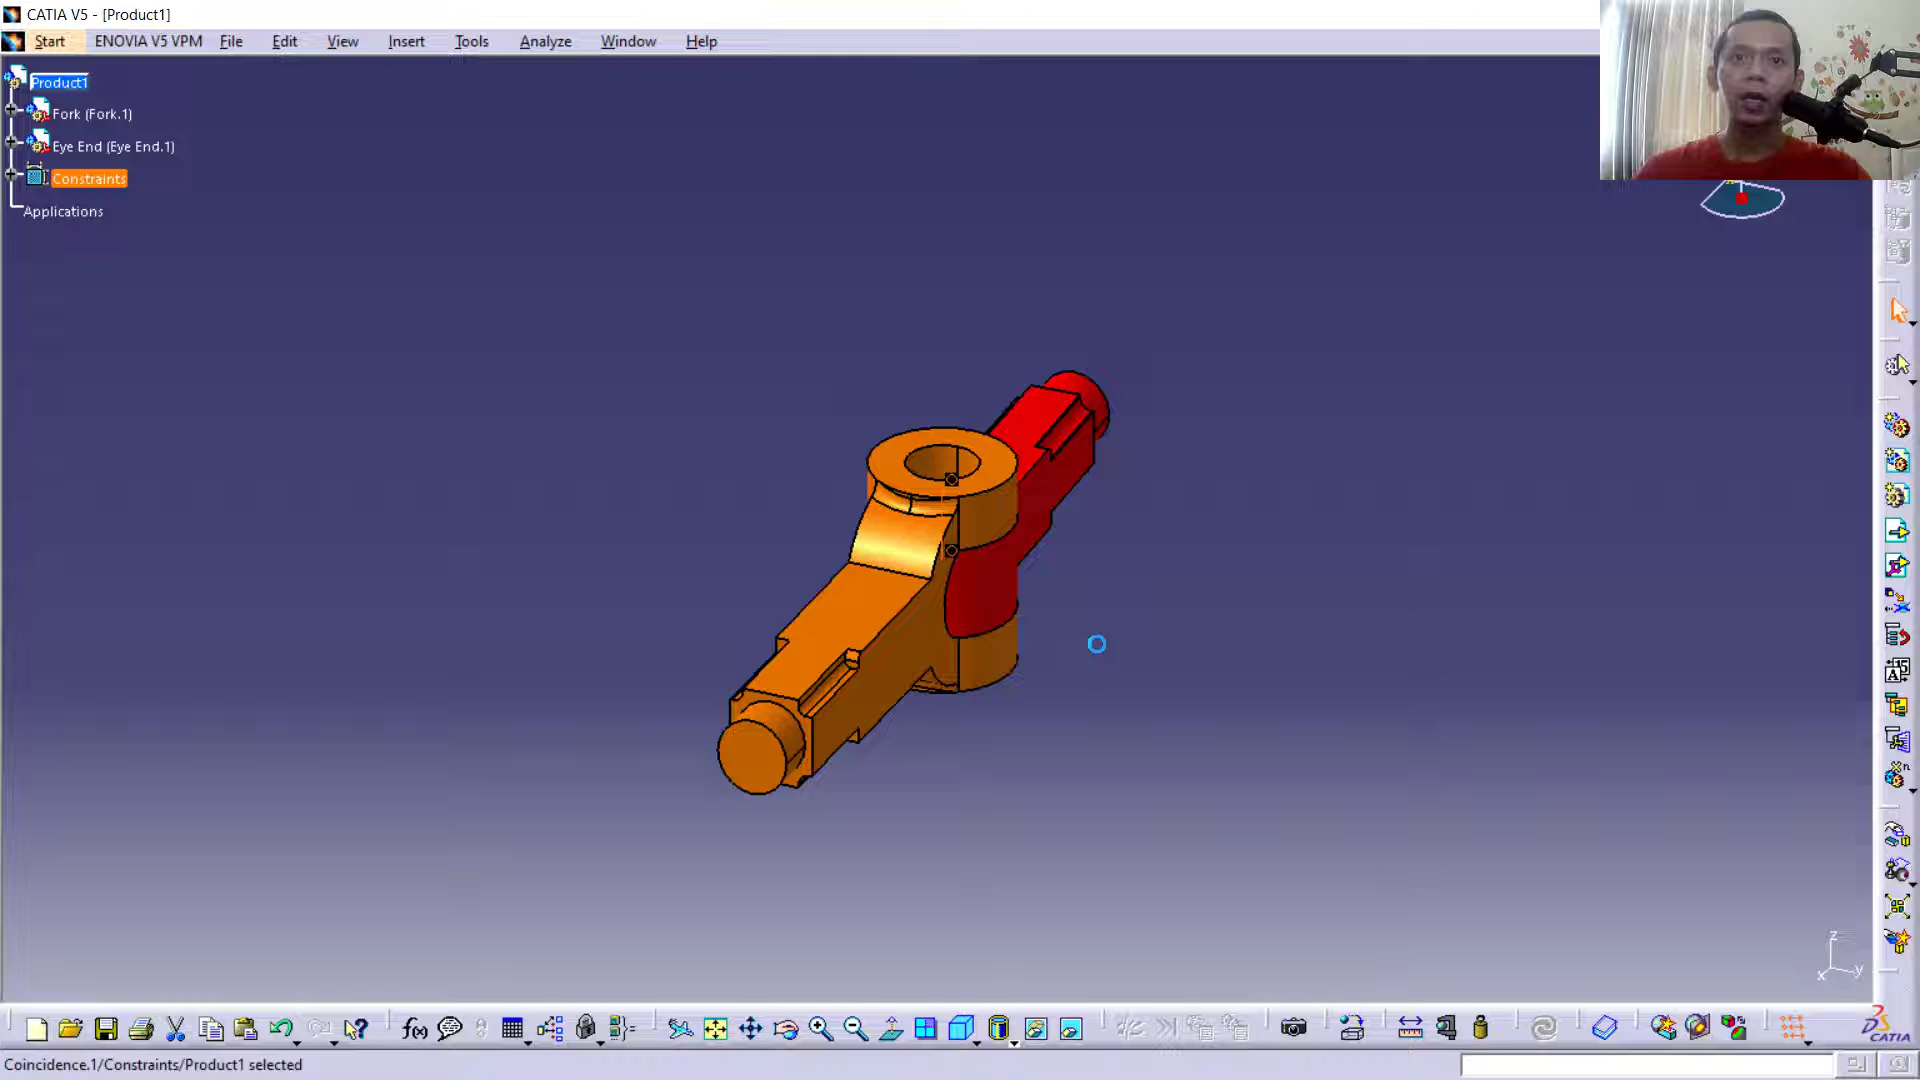 CATIA V5 - [Product1]
Start ENOVIA V5 VPM File Edit View Insert Tools Analyze Window Help
Product1
Fork (Fork.1)
Eye End (Eye End.1)
Constraints
Applications
z
x y
f(x)
CATIA
Coincidence.1/Constraints/Product1 selected